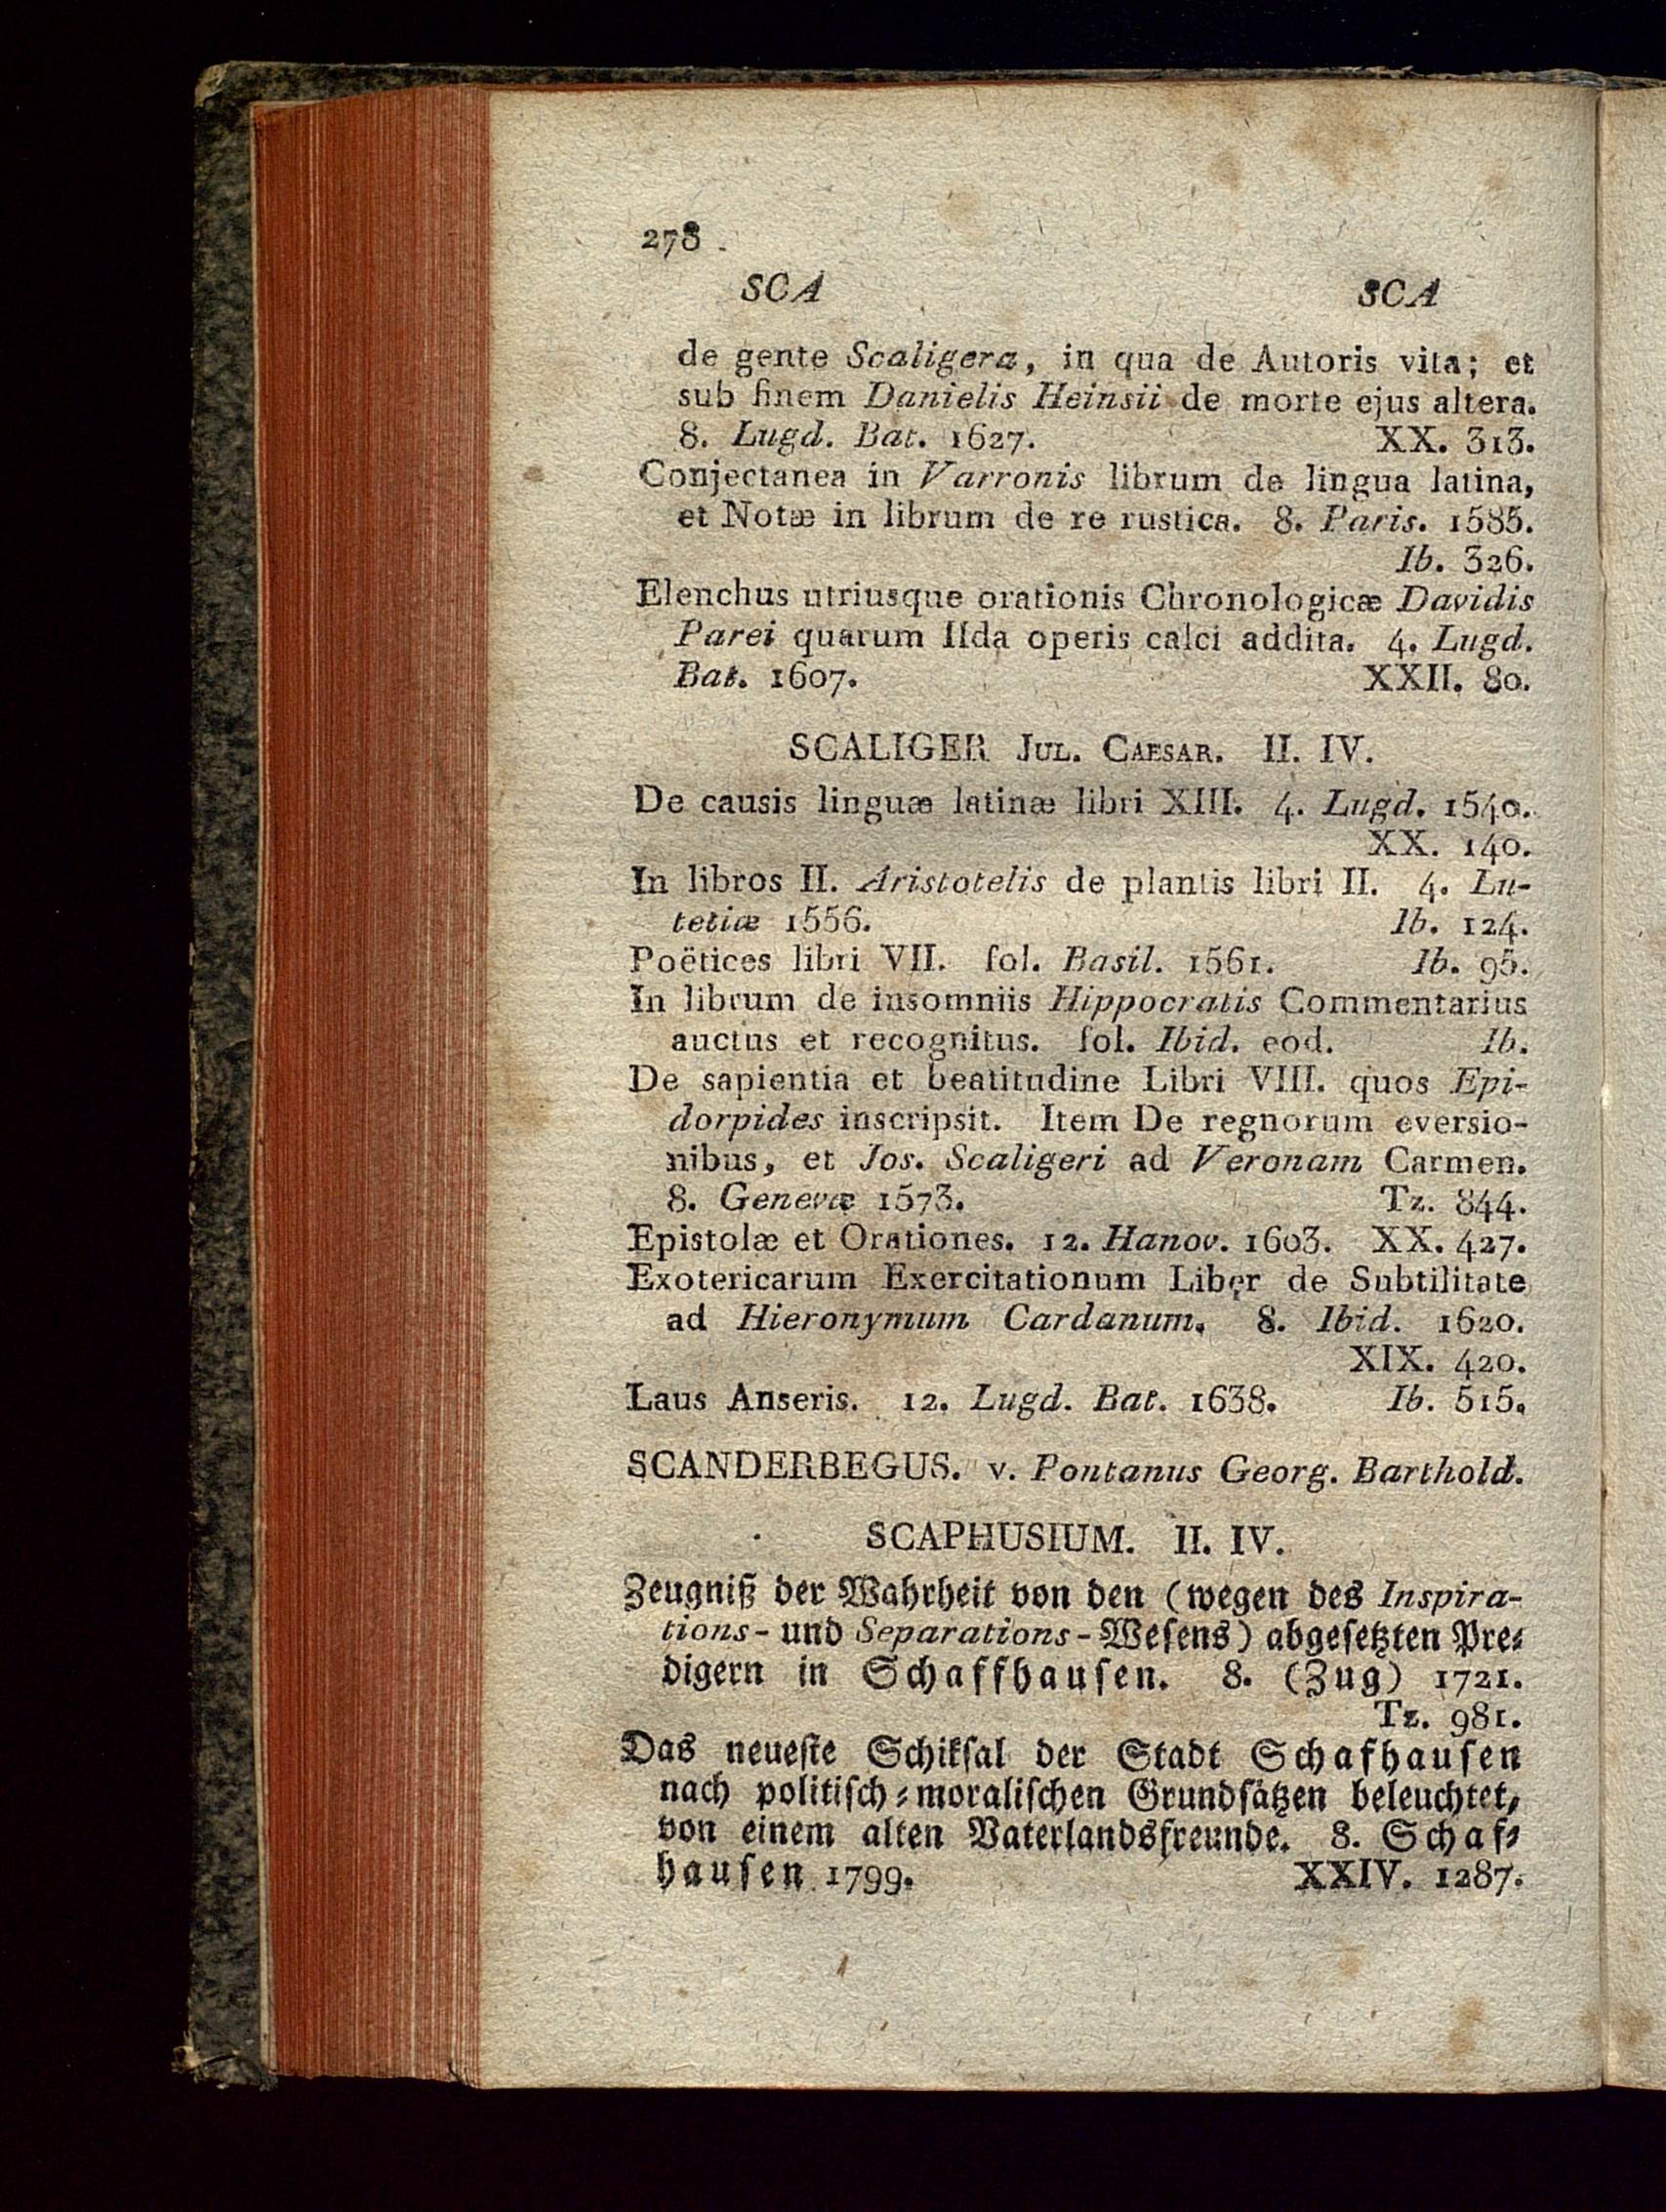 278
SCA SCA
de gente Scaligera, in qua de Autoris vita; et
sub finem Danielis Heinsii de morte ejus altera.
8. Lugd. Bat. 1627. XX. 313.
Conjectanea in Varronis librum de lingua latina,
et Notæ in librum de re rustica. 8. Paris. 1585.
Ib. 326.
Elenchus utriusque orationis Chronologicæ Davidis
Parei quarum IIda operis calci addita. 4. Lugd.
Bat. 1607. XXII. 80.
SCALIGER JUL. CAESAR. II. IV.
De causis linguæ latinæ libri XIII. 4. Lugd. 1540.
XX. 140.
In libros II. Aristotelis de plantis libri II. 4. Lu-
tetiæ 1556. Ib. 124.
Poëtices libri VII. fol. Basil. 1561. Ib. 95.
In librum de insomniis Hippocratis Commentarius
auctus et recognitus. fol. Ibid. eod. Ib.
De sapientia et beatitudine Libri VIII. quos Epi-
dorpides inscripsit. Item De regnorum eversio-
nibus, et Jos. Scaligeri ad Veronam Carmen.
8. Genevæ 1573. Tz. 844.
Epistolæ et Orationes. 12. Hanov. 1603. XX. 427.
Exotericarum Exercitationum Liber de Subtilitate
ad Hieronymum Cardanum. 8. Ibid. 1620.
XIX. 420.
Laus Anseris. 12. Lugd. Bat. 1638. Ib. 515.
SCANDERBEGUS. v. Pontanus Georg. Barthold.
SCAPHUSIUM. II. IV.
Zeugniß der Wahrheit von den (wegen des Inspira-
tions- und Separations-Wesens) abgesetzten Pre-
digern in Schaffhausen. 8. (Zug) 1721.
Tz. 981.
Das neueste Schiksal der Stadt Schafhausen
nach politisch-moralischen Grundsätzen beleuchtet,
von einem alten Vaterlandsfreunde. 8. Schaf-
hausen 1799. XXIV. 1287.